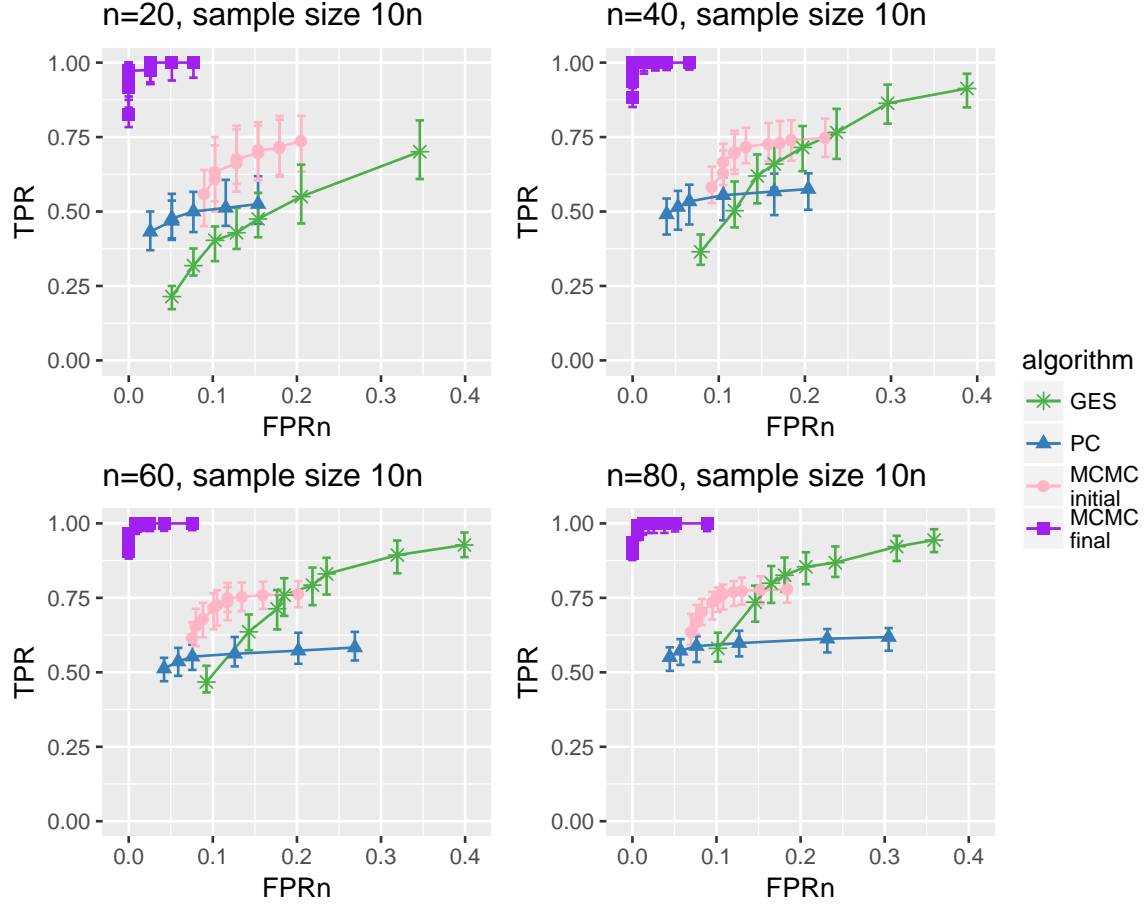 n=20, sample size 10n
n=40, sample size 10n
1.00
0.75
0.50
0.25
0.00
TPR
0.0 0.1 0.2 0.3 0.4
FPRn
1.00
0.75
0.50
0.25
0.00
TPR
0.0 0.1 0.2 0.3 0.4
FPRn
algorithm
GES
PC
MCMC
initial
MCMC
final
n=60, sample size 10n
n=80, sample size 10n
1.00
0.75
0.50
0.25
0.00
TPR
0.0 0.1 0.2 0.3 0.4
FPRn
1.00
0.75
0.50
0.25
0.00
TPR
0.0 0.1 0.2 0.3 0.4
FPRn